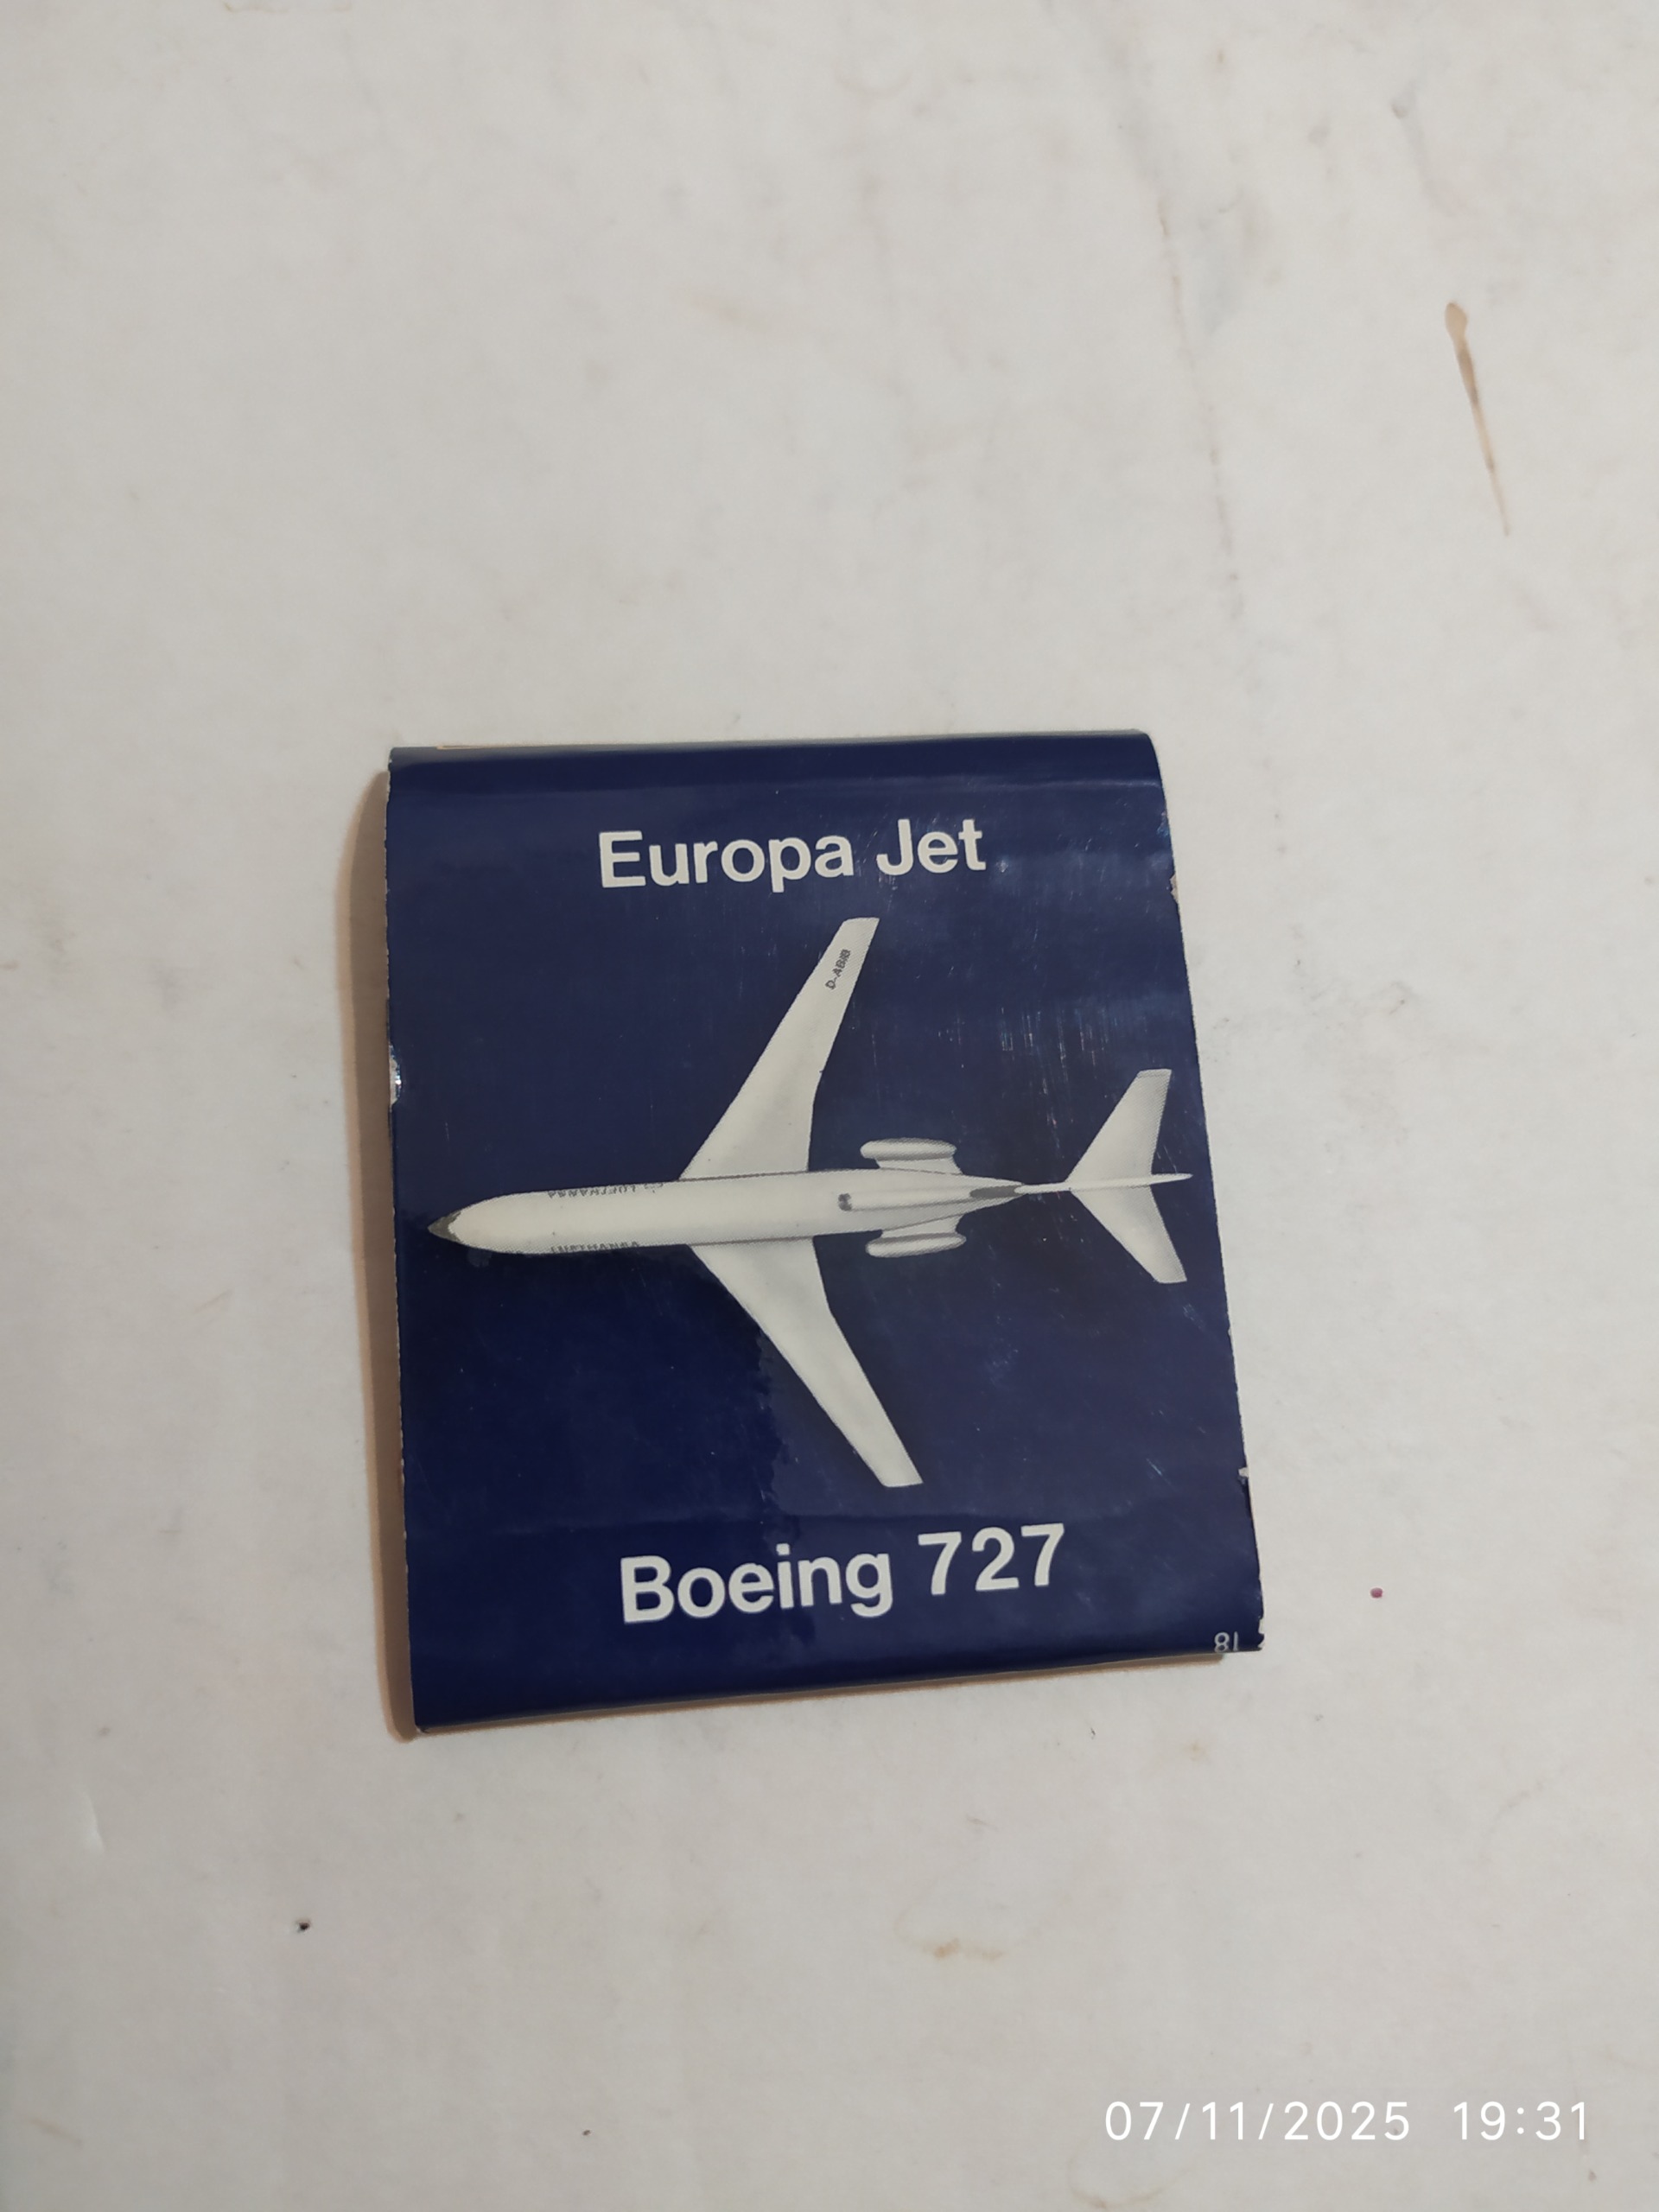 Europa Jet
D-ABIB
LUFTHANSA
LUFTHANSA
Boeing 727
18
07/11/2025 19:31